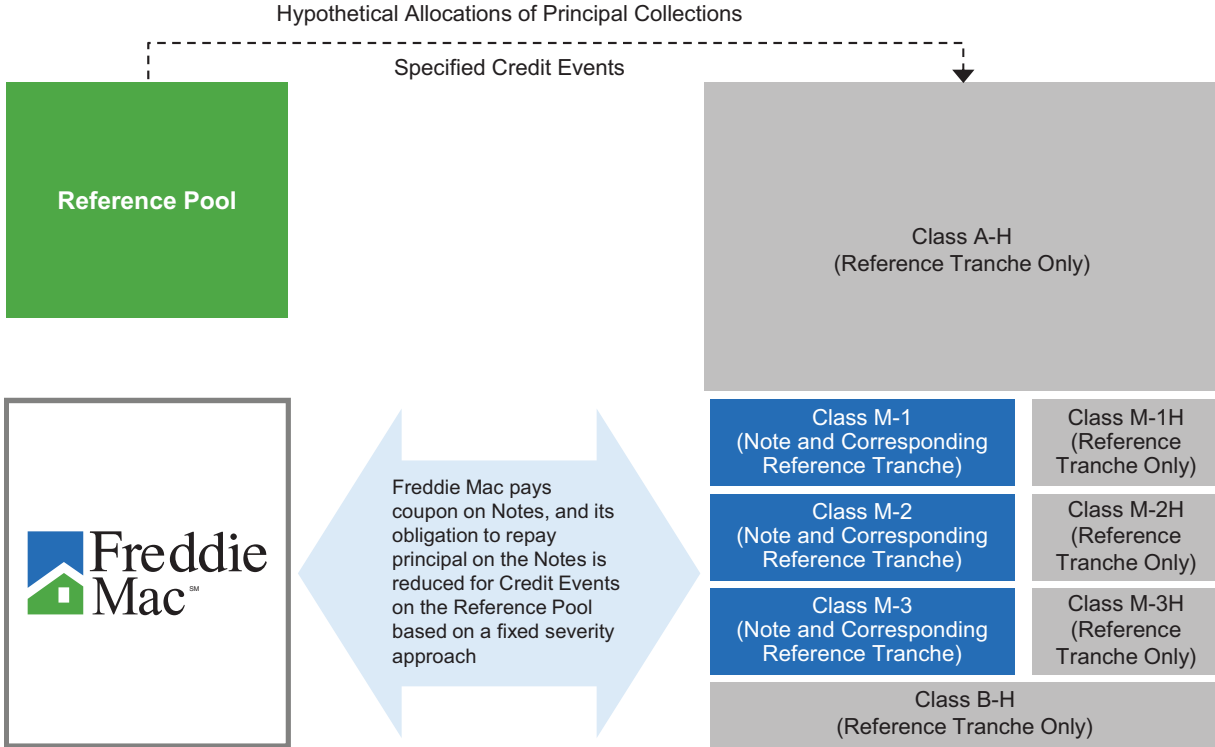 Hypothetical Allocations of Principal Collections
Specified Credit Events
Reference Pool
Class A-H
(Reference Tranche Only)
Freddie
Mac℠
Freddie Mac pays
coupon on Notes, and its
obligation to repay
principal on the Notes is
reduced for Credit Events
on the Reference Pool
based on a fixed severity
approach
Class M-1
(Note and Corresponding
Reference Tranche)
Class M-1H
(Reference
Tranche Only)
Class M-2
(Note and Corresponding
Reference Tranche)
Class M-2H
(Reference
Tranche Only)
Class M-3
(Note and Corresponding
Reference Tranche)
Class M-3H
(Reference
Tranche Only)
Class B-H
(Reference Tranche Only)